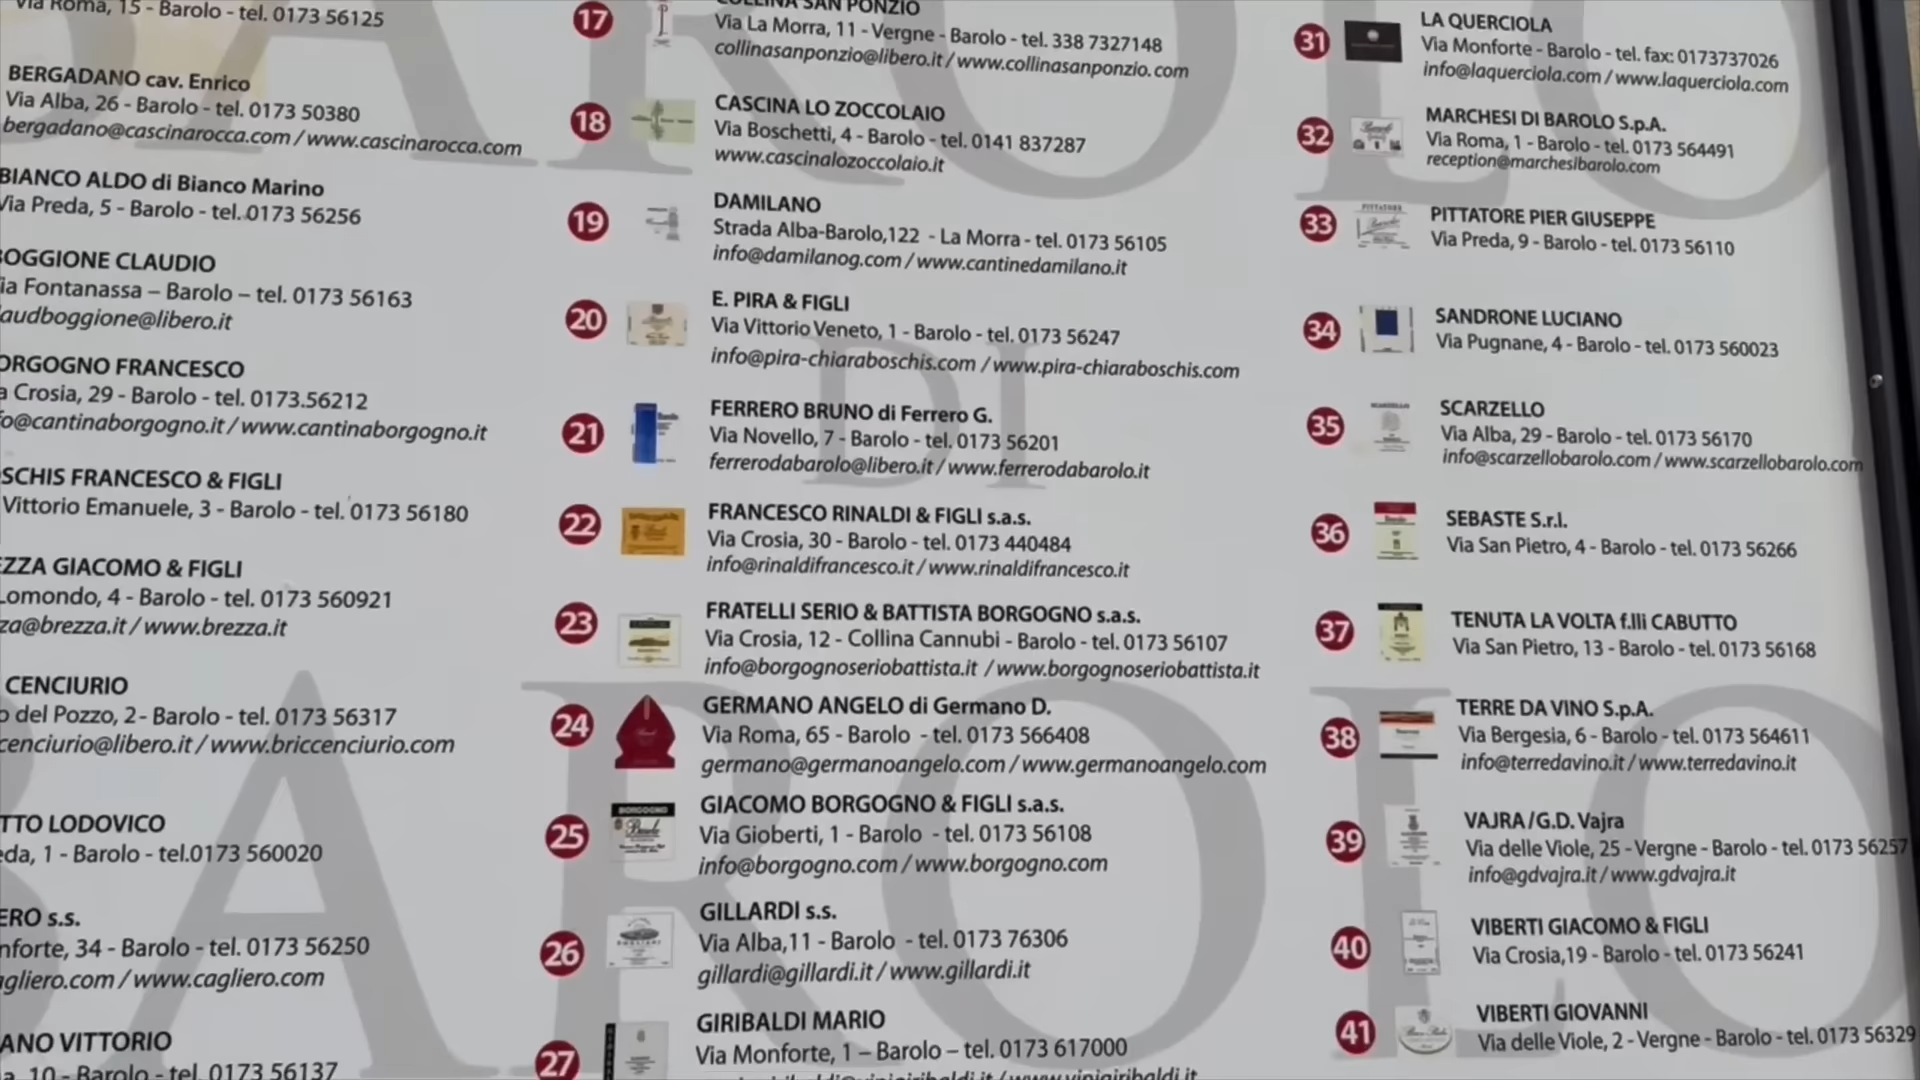 BAROLO
DI
BAROLO
Via Roma, 15 - Barolo - tel. 0173 56125
BERGADANO cav. Enrico
Via Alba, 26 - Barolo - tel. 0173 50380
bergadano@cascinarocca.com / www.cascinarocca.com
BIANCO ALDO di Bianco Marino
Via Preda, 5 - Barolo - tel. 0173 56256
OGGIONE CLAUDIO
ia Fontanassa – Barolo – tel. 0173 56163
audboggione@libero.it
ORGOGNO FRANCESCO
a Crosia, 29 - Barolo - tel. 0173.56212
fo@cantinaborgogno.it / www.cantinaborgogno.it
SCHIS FRANCESCO & FIGLI
Vittorio Emanuele, 3 - Barolo - tel. 0173 56180
ZZA GIACOMO & FIGLI
Lomondo, 4 - Barolo - tel. 0173 560921
za@brezza.it / www.brezza.it
CENCIURIO
o del Pozzo, 2- Barolo - tel. 0173 56317
cenciurio@libero.it / www.briccenciurio.com
TTO LODOVICO
eda, 1 - Barolo - tel.0173 560020
ERO s.s.
nforte, 34 - Barolo - tel. 0173 56250
gliero.com / www.cagliero.com
ANO VITTORIO
a, 10 - Barolo - tel. 0173 56137
17
COLLINA SAN PONZIO
Via La Morra, 11 - Vergne - Barolo - tel. 338 7327148
collinasanponzio@libero.it / www.collinasanponzio.com
18
CASCINA LO ZOCCOLAIO
Via Boschetti, 4 - Barolo - tel. 0141 837287
www.cascinalozoccolaio.it
19
DAMILANO
Strada Alba-Barolo,122 - La Morra - tel. 0173 56105
info@damilanog.com / www.cantinedamilano.it
20
E. PIRA & FIGLI
Via Vittorio Veneto, 1 - Barolo - tel. 0173 56247
info@pira-chiaraboschis.com / www.pira-chiaraboschis.com
21
FERRERO BRUNO di Ferrero G.
Via Novello, 7 - Barolo - tel. 0173 56201
ferrerodabarolo@libero.it / www.ferrerodabarolo.it
22
FRANCESCO RINALDI & FIGLI s.a.s.
Via Crosia, 30 - Barolo - tel. 0173 440484
info@rinaldifrancesco.it / www.rinaldifrancesco.it
23
FRATELLI SERIO & BATTISTA BORGOGNO s.a.s.
Via Crosia, 12 - Collina Cannubi - Barolo - tel. 0173 56107
info@borgognoseriobattista.it / www.borgognoseriobattista.it
24
GERMANO ANGELO di Germano D.
Via Roma, 65 - Barolo - tel. 0173 566408
germano@germanoangelo.com / www.germanoangelo.com
25
BORGOGNO
Barolo
GIACOMO BORGOGNO & FIGLI s.a.s.
Via Gioberti, 1 - Barolo - tel. 0173 56108
info@borgogno.com / www.borgogno.com
26
GILLARDI s.s.
Via Alba,11 - Barolo - tel. 0173 76306
gillardi@gillardi.it / www.gillardi.it
27
GIRIBALDI MARIO
Via Monforte, 1 – Barolo – tel. 0173 617000
31
LA QUERCIOLA
Via Monforte - Barolo - tel. fax: 0173737026
info@laquerciola.com / www.laquerciola.com
32
MARCHESI DI BAROLO S.p.A.
Via Roma, 1 - Barolo - tel. 0173 564491
reception@marchesibarolo.com
33
PITTATORE
PITTATORE PIER GIUSEPPE
Via Preda, 9 - Barolo - tel. 0173 56110
34
SANDRONE LUCIANO
Via Pugnane, 4 - Barolo - tel. 0173 560023
35
SCARZELLO
SCARZELLO
Via Alba, 29 - Barolo - tel. 0173 56170
info@scarzellobarolo.com / www.scarzellobarolo.com
36
SEBASTE S.r.l.
Via San Pietro, 4 - Barolo - tel. 0173 56266
37
TENUTA LA VOLTA f.lli CABUTTO
Via San Pietro, 13 - Barolo - tel. 0173 56168
38
TERRE DA VINO S.p.A.
Via Bergesia, 6 - Barolo - tel. 0173 564611
info@terredavino.it / www.terredavino.it
39
VAJRA /G.D. Vajra
Via delle Viole, 25 - Vergne - Barolo - tel. 0173 56257
info@gdvajra.it / www.gdvajra.it
40
VIBERTI GIACOMO & FIGLI
Via Crosia,19 - Barolo - tel. 0173 56241
41
VIBERTI GIOVANNI
Via delle Viole, 2 - Vergne - Barolo - tel. 0173 56329